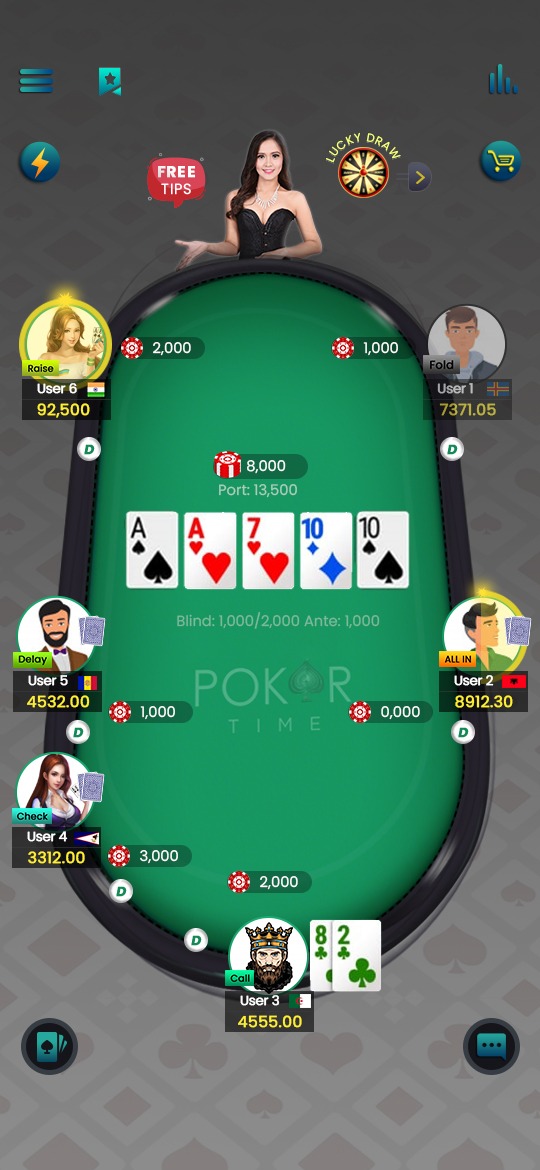 LUCKY DRAW
FREE
TIPS
2,000
1,000
Raise
Fold
User 6
User 1
92,500
7371.05
D
D
8,000
Port: 13,500
A
A
7
10
10
Blind: 1,000/2,000 Ante: 1,000
Delay
ALL IN
User 5
User 2
4532.00
8912.30
POKER
TIME
1,000
0,000
D
D
Check
User 4
3312.00
3,000
2,000
D
D
8
2
Call
User 3
4555.00